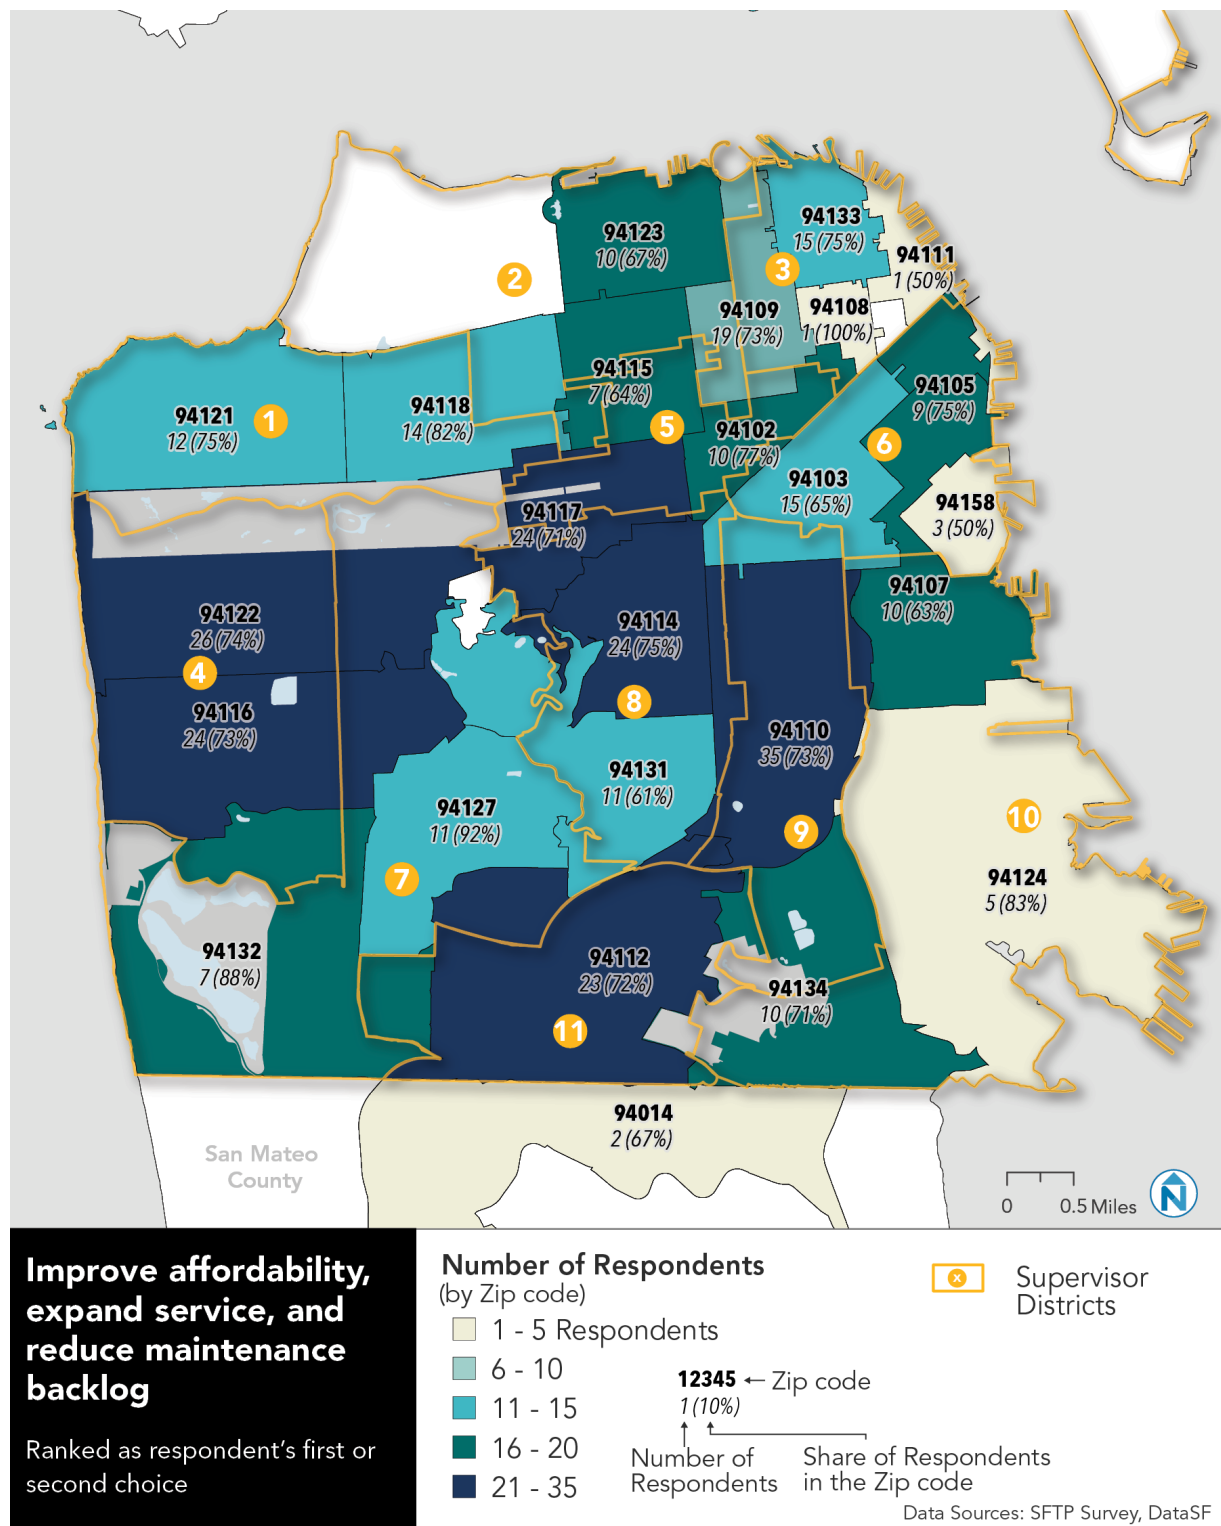 94123
10 (67%)
94133
15 (75%)
94111
1 (50%)
2
3
94109
19 (73%)
94108
1 (100%)
94115
7 (64%)
94105
9 (75%)
94121
12 (75%)
1
94118
14 (82%)
5
94102
10 (77%)
6
94103
15 (65%)
94158
3 (50%)
94117
24 (71%)
94107
10 (63%)
94122
26 (74%)
94114
24 (75%)
4
8
94116
24 (73%)
94110
35 (73%)
94131
11 (61%)
94127
11 (92%)
10
9
7
94124
5 (83%)
94132
7 (88%)
94112
23 (72%)
94134
10 (71%)
11
94014
2 (67%)
San Mateo
County
N
0 0.5 Miles
Improve affordability,
expand service, and
reduce maintenance
backlog
Ranked as respondent’s first or
second choice
Number of Respondents
(by Zip code)
1 - 5 Respondents
6 - 10
11 - 15
16 - 20
21 - 35
12345 Zip code
1 (10%)
Number of
Respondents
Share of Respondents
in the Zip code
x
Supervisor
Districts
Data Sources: SFTP Survey, DataSF